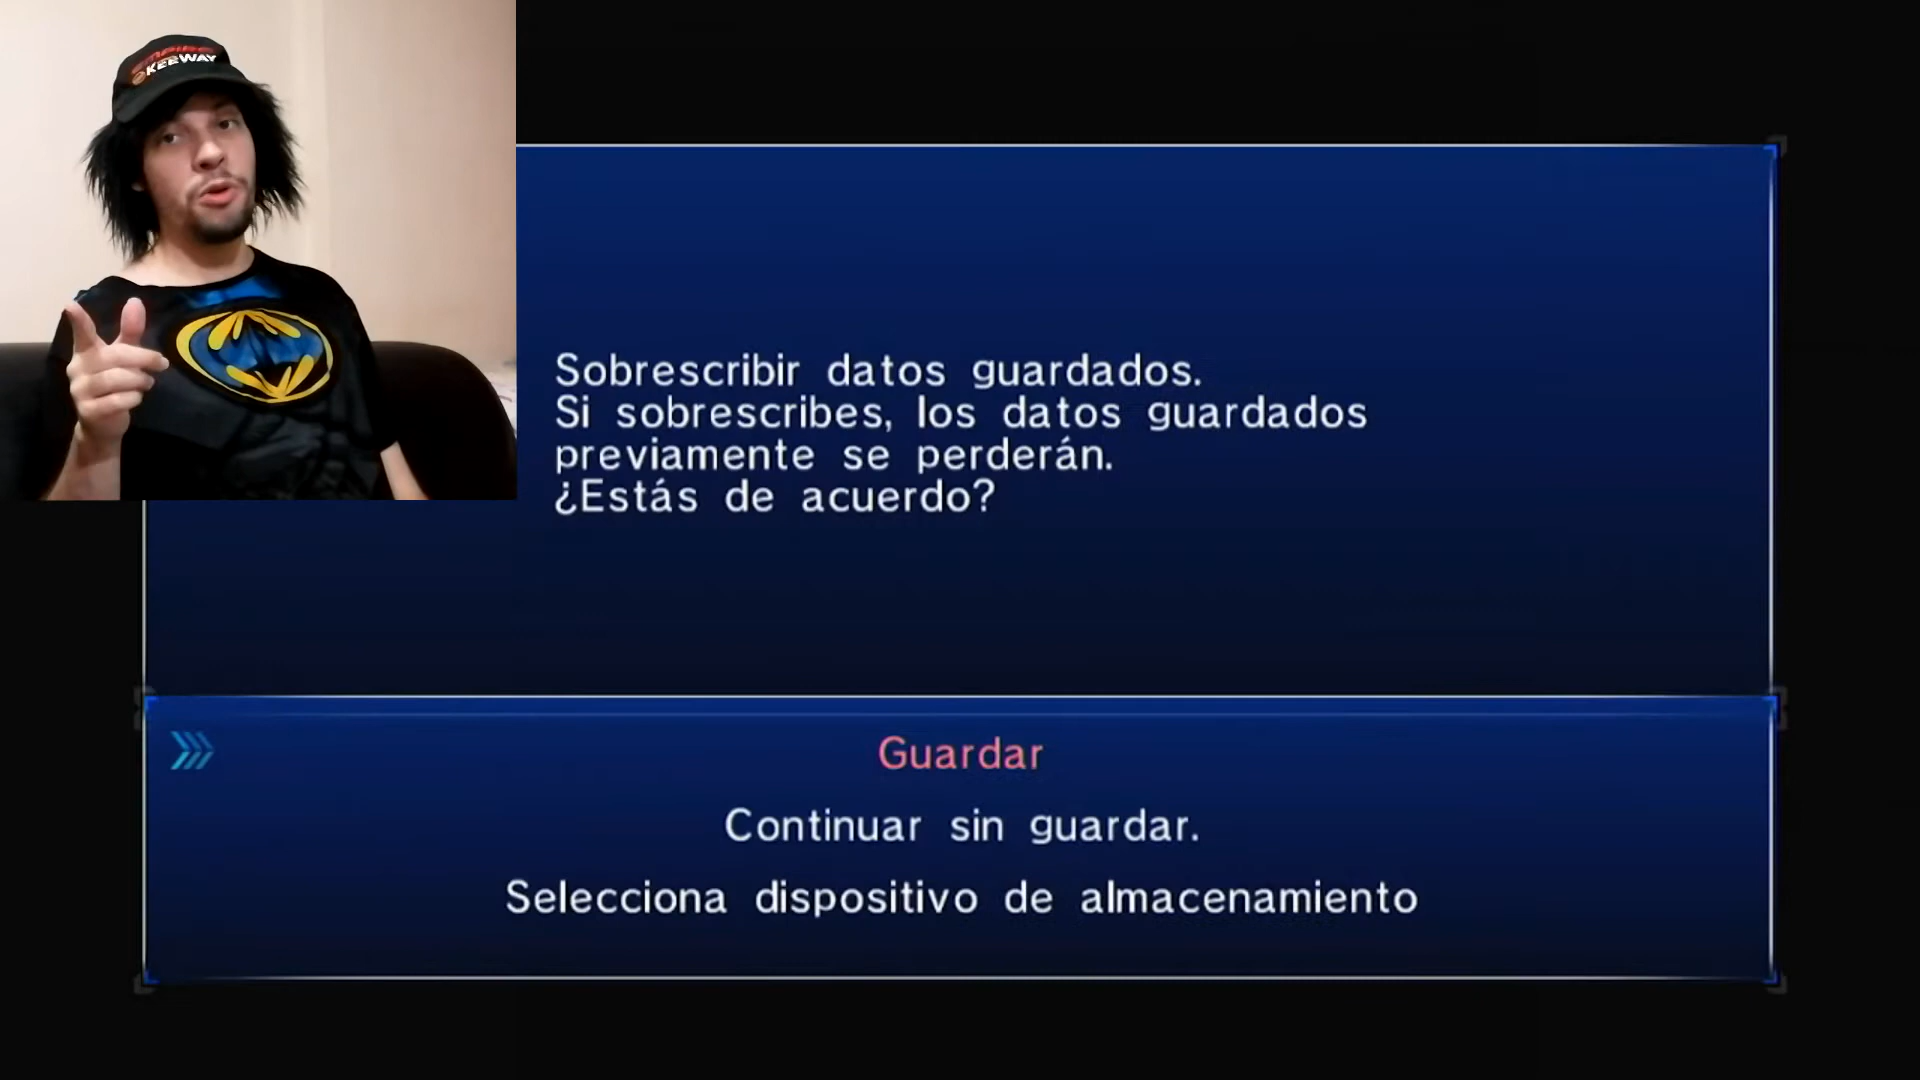 EMPIRE
KEEWAY
Sobrescribir datos guardados.
Si sobrescribes, los datos guardados
previamente se perderán.
¿Estás de acuerdo?
Guardar
Continuar sin guardar.
Selecciona dispositivo de almacenamiento